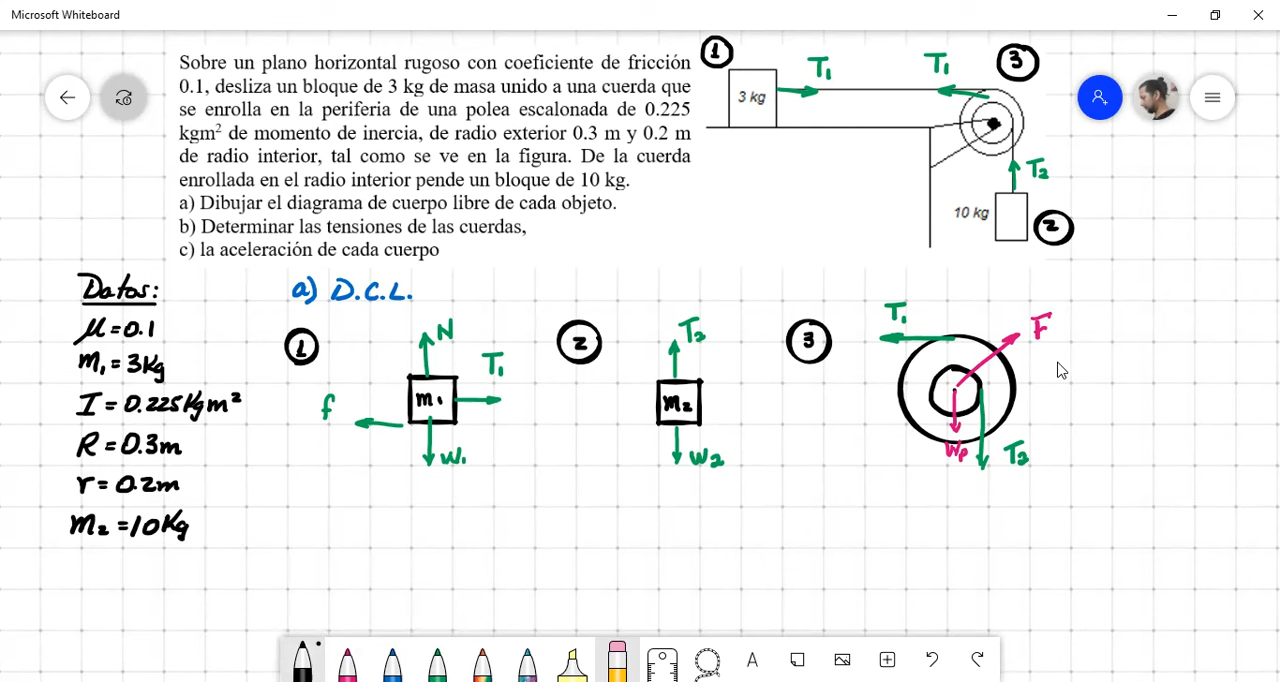 Microsoft Whiteboard
Sobre un plano horizontal rugoso con coeficiente de fricción
0.1, desliza un bloque de 3 kg de masa unido a una cuerda que
se enrolla en la periferia de una polea escalonada de 0.225
kgm² de momento de inercia, de radio exterior 0.3 m y 0.2 m
de radio interior, tal como se ve en la figura. De la cuerda
enrollada en el radio interior pende un bloque de 10 kg.
a) Dibujar el diagrama de cuerpo libre de cada objeto.
b) Determinar las tensiones de las cuerdas,
c) la aceleración de cada cuerpo
1
T₁
T₁
3
3 kg
T₂
10 kg
2
Datos:
μ = 0.1
m₁ = 3Kg
I = 0.225Kgm²
R = 0.3m
r = 0.2m
m₂ = 10Kg
a) D.C.L.
1
N
T₁
m₁
f
W₁
2
T₂
m₂
W₂
3
T₁
F
Wp
T₂
A